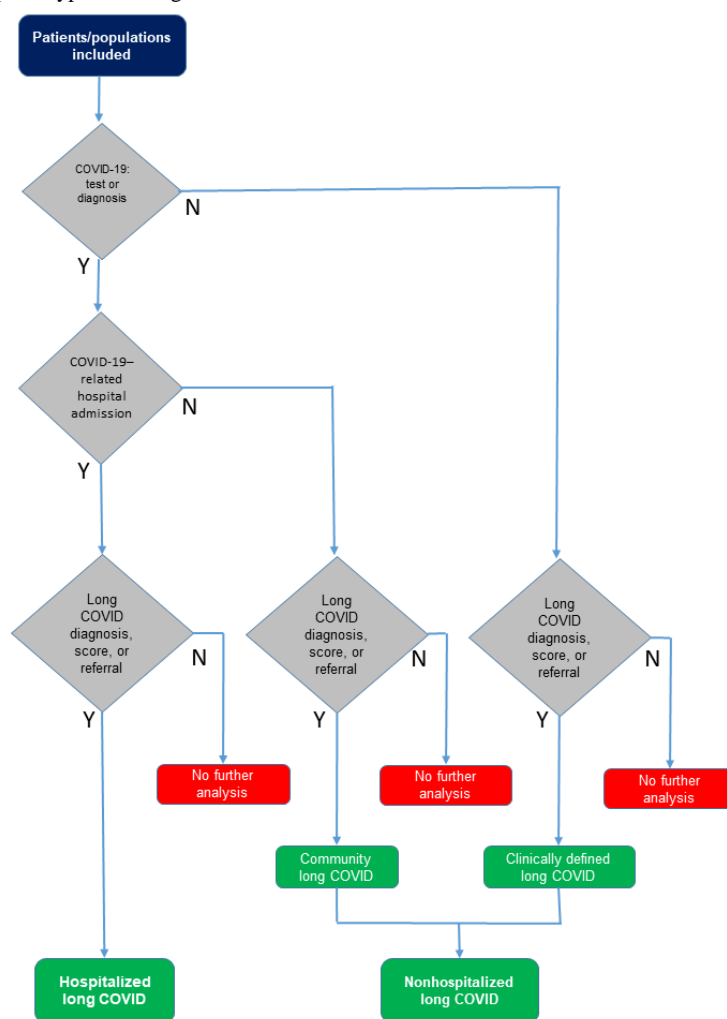 Patients/populations
included
COVID-19:
test or
diagnosis
N
Y
COVID-19–
related
hospital
admission
N
Y
Long
COVID
diagnosis,
score, or
referral
N
Y
Long
COVID
diagnosis,
score, or
referral
N
Y
Long
COVID
diagnosis,
score, or
referral
N
Y
No further
analysis
No further
analysis
No further
analysis
Community
long COVID
Clinically defined
long COVID
Hospitalized
long COVID
Nonhospitalized
long COVID